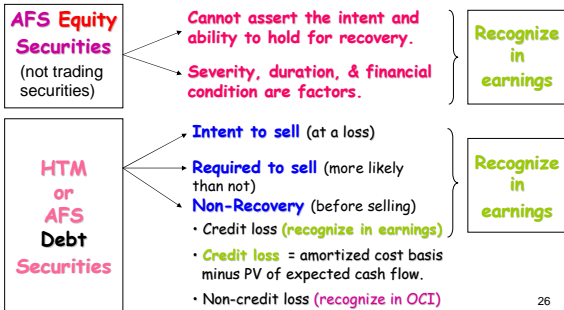 AFS Equity
Securities
(not trading
securities)
Cannot assert the intent and
ability to hold for recovery.
Severity, duration, & financial
condition are factors.
Recognize
in
earnings
HTM
or
AFS
Debt
Securities
Intent to sell (at a loss)
Required to sell (more likely
than not)
Non-Recovery (before selling)
• Credit loss (recognize in earnings)
• Credit loss = amortized cost basis
minus PV of expected cash flow.
• Non-credit loss (recognize in OCI)
Recognize
in
earnings
26